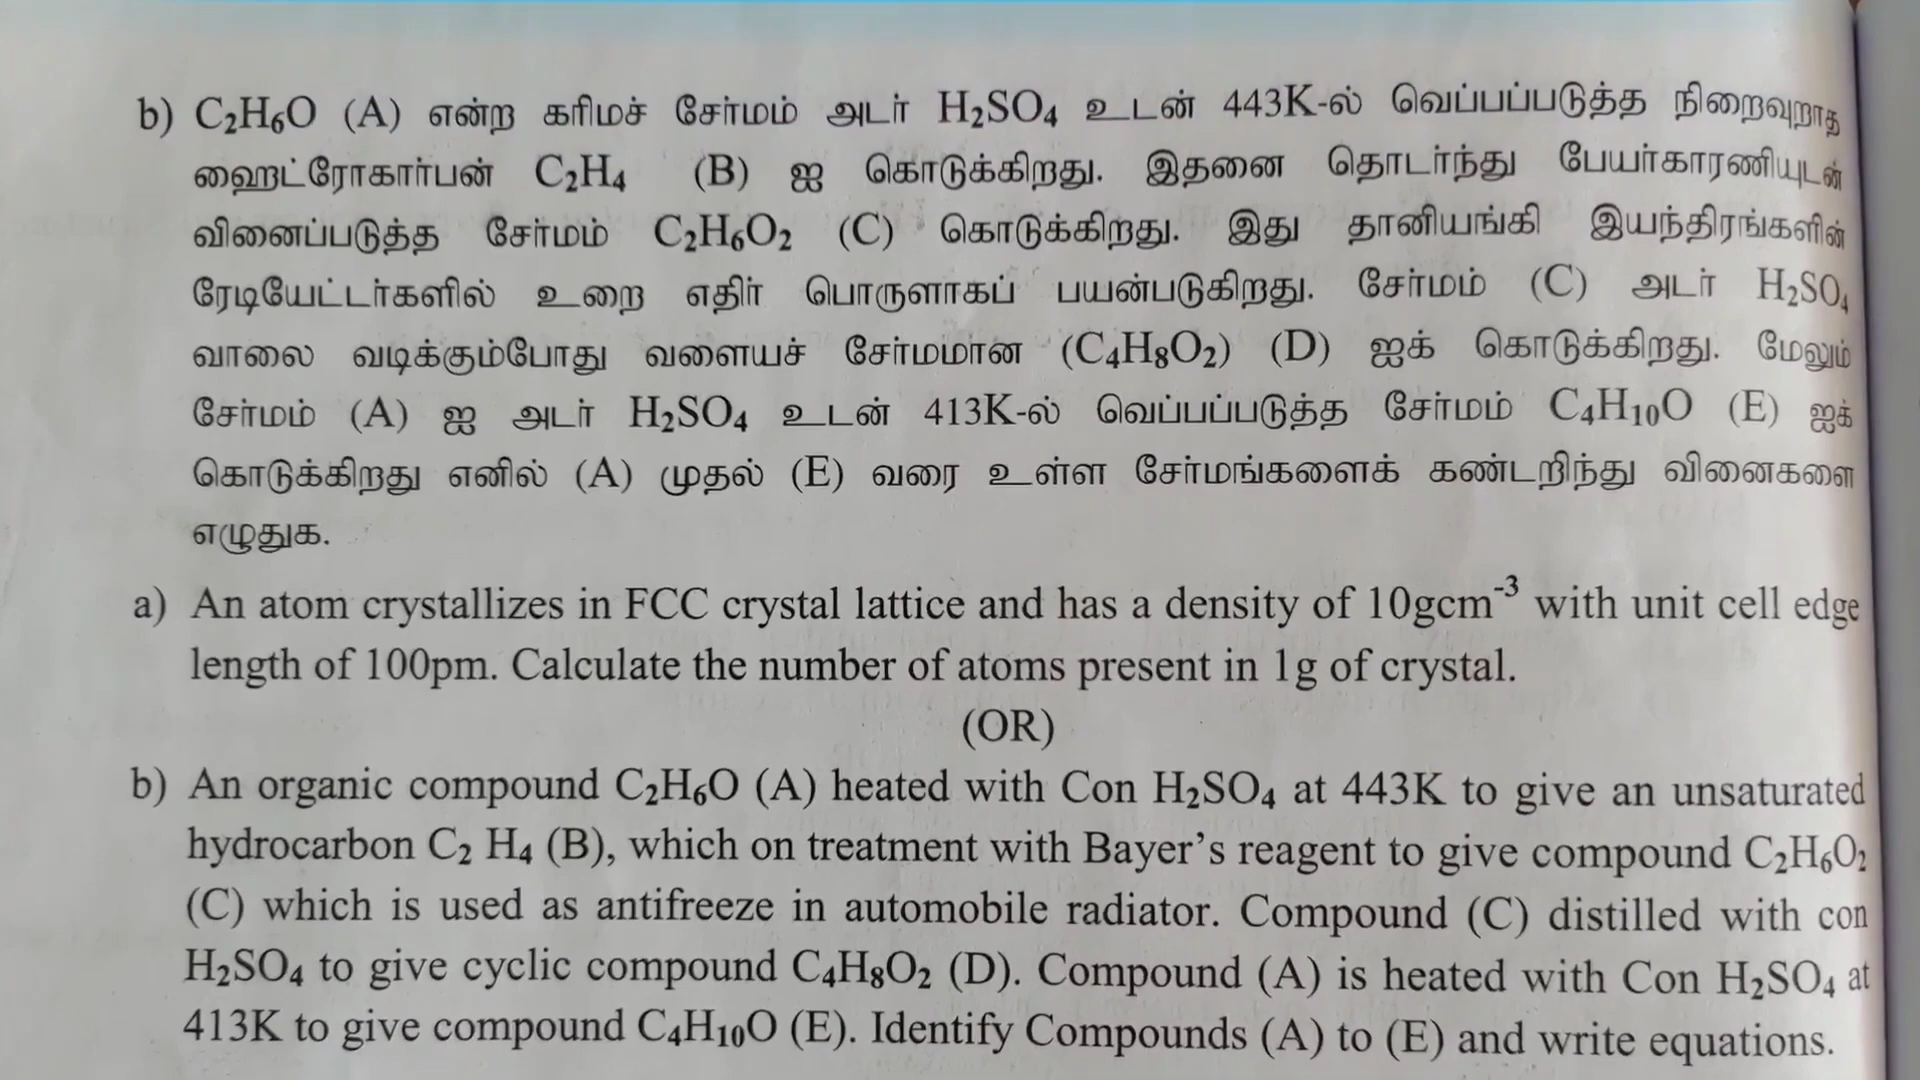 b) C₂H₆O (A) என்ற கரிமச் சேர்மம் அடர் H₂SO₄ உடன் 443K-ல் வெப்பப்படுத்த நிறைவுறாத
ஹைட்ரோகார்பன் C₂H₄ (B) ஐ கொடுக்கிறது. இதனை தொடர்ந்து பேயர்காரணியுடன்
வினைப்படுத்த சேர்மம் C₂H₆O₂ (C) கொடுக்கிறது. இது தானியங்கி இயந்திரங்களின்
ரேடியேட்டர்களில் உறை எதிர் பொருளாகப் பயன்படுகிறது. சேர்மம் (C) அடர் H₂SO₄
வாலை வடிக்கும்போது வளையச் சேர்மமான (C₄H₈O₂) (D) ஐக் கொடுக்கிறது. மேலும்
சேர்மம் (A) ஐ அடர் H₂SO₄ உடன் 413K-ல் வெப்பப்படுத்த சேர்மம் C₄H₁₀O (E) ஐக்
கொடுக்கிறது எனில் (A) முதல் (E) வரை உள்ள சேர்மங்களைக் கண்டறிந்து வினைகளை
எழுதுக.
a) An atom crystallizes in FCC crystal lattice and has a density of 10gcm⁻³ with unit cell edge
length of 100pm. Calculate the number of atoms present in 1g of crystal.
(OR)
b) An organic compound C₂H₆O (A) heated with Con H₂SO₄ at 443K to give an unsaturated
hydrocarbon C₂ H₄ (B), which on treatment with Bayer’s reagent to give compound C₂H₆O₂
(C) which is used as antifreeze in automobile radiator. Compound (C) distilled with con
H₂SO₄ to give cyclic compound C₄H₈O₂ (D). Compound (A) is heated with Con H₂SO₄ at
413K to give compound C₄H₁₀O (E). Identify Compounds (A) to (E) and write equations.